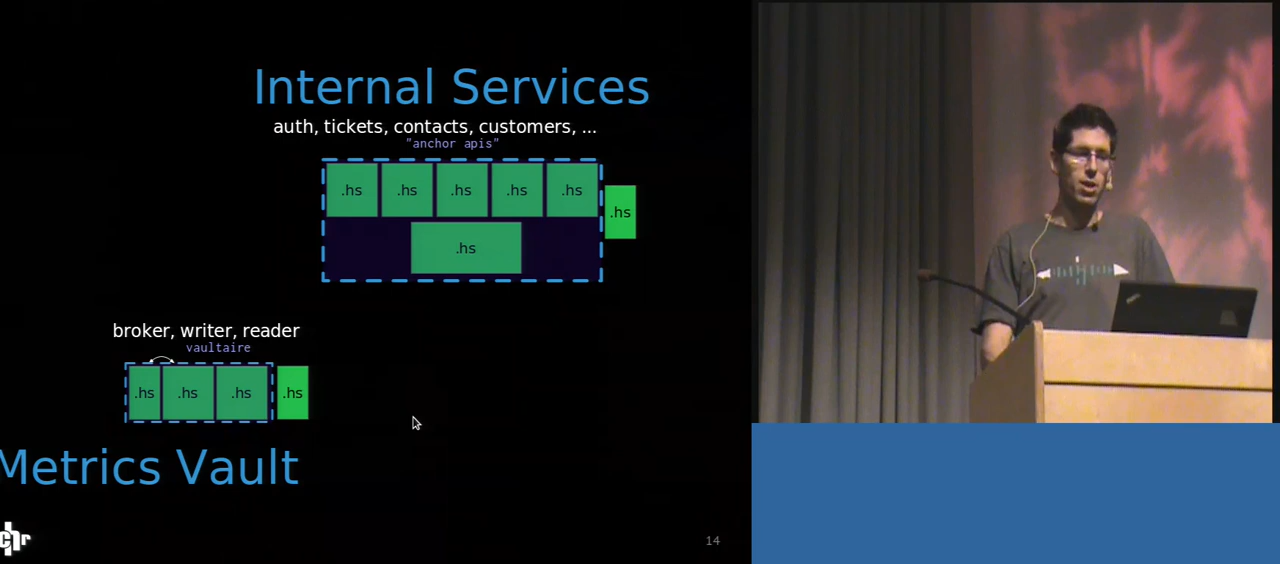 Internal Services
auth, tickets, contacts, customers, ...
"anchor apis"
.hs .hs .hs .hs .hs
.hs
.hs
broker, writer, reader
vaultaire
.hs .hs .hs .hs
Metrics Vault
14